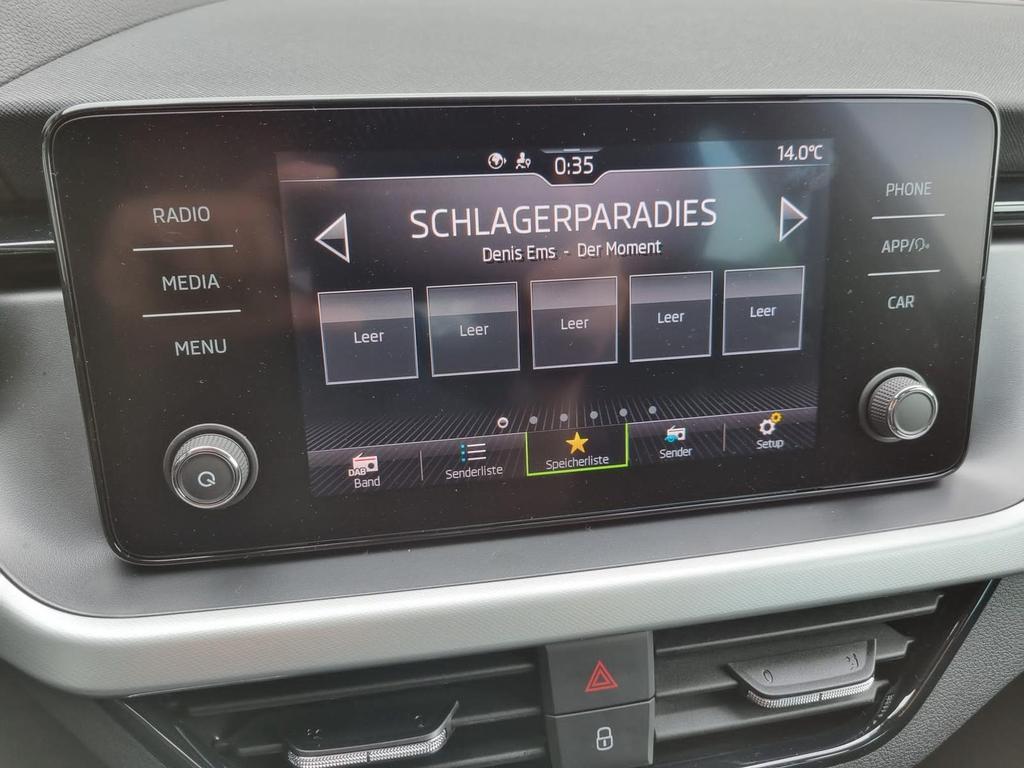 0:35
14.0°C
RADIO
MEDIA
MENU
SCHLAGERPARADIES
Denis Ems - Der Moment
Leer
Leer
Leer
Leer
Leer
DAB
Band
Senderliste
Speicherliste
Sender
Setup
PHONE
APP/
CAR
0